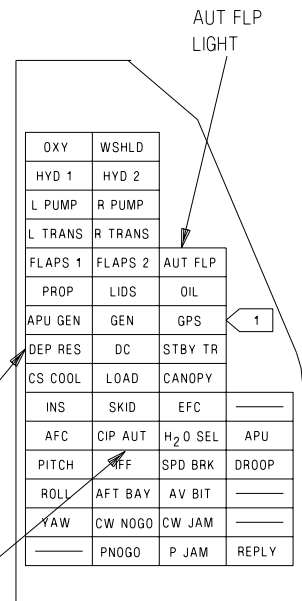 AUT FLP
LIGHT
OXY WSHLD
HYD 1 HYD 2
L PUMP R PUMP
L TRANS R TRANS
FLAPS 1 FLAPS 2 AUT FLP
PROP LIDS OIL
APU GEN GEN GPS 1
DEP RES DC STBY TR
CS COOL LOAD CANOPY
INS SKID EFC
AFC CIP AUT H₂O SEL APU
PITCH IFF SPD BRK DROOP
ROLL AFT BAY AV BIT
YAW CW NOGO CW JAM
PNOGO P JAM REPLY